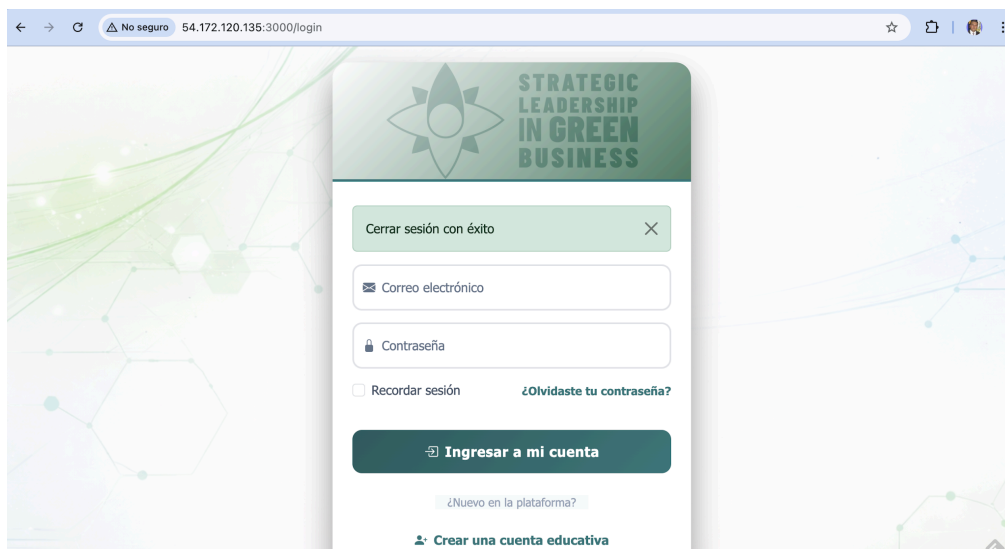 No seguro 54.172.120.135:3000/login
STRATEGIC
LEADERSHIP
IN GREEN
BUSINESS
Cerrar sesión con éxito
Correo electrónico
Contraseña
Recordar sesión ¿Olvidaste tu contraseña?
Ingresar a mi cuenta
¿Nuevo en la plataforma?
Crear una cuenta educativa